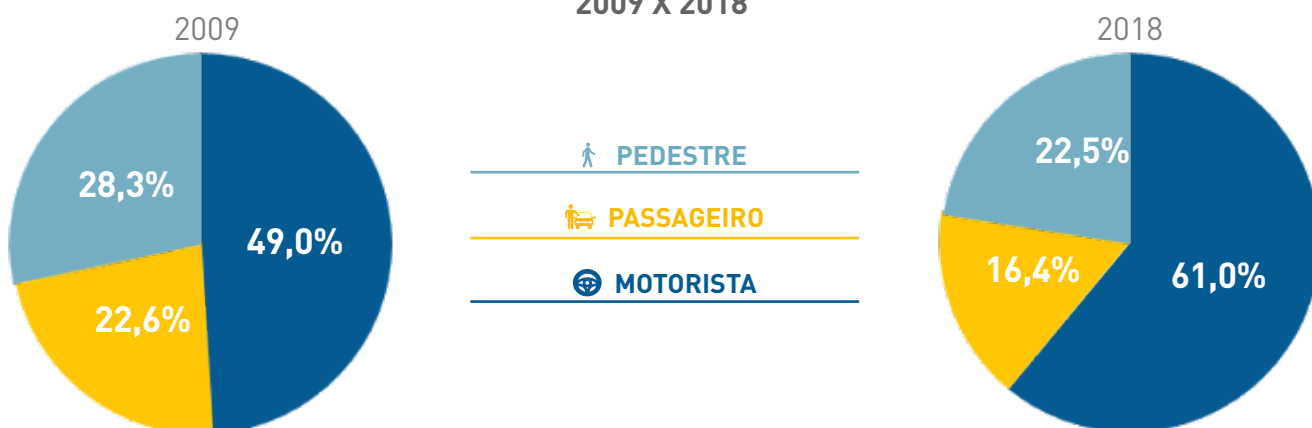 2009 X 2018
2009
28,3%
49,0%
22,6%
PEDESTRE
PASSAGEIRO
MOTORISTA
2018
22,5%
16,4%
61,0%